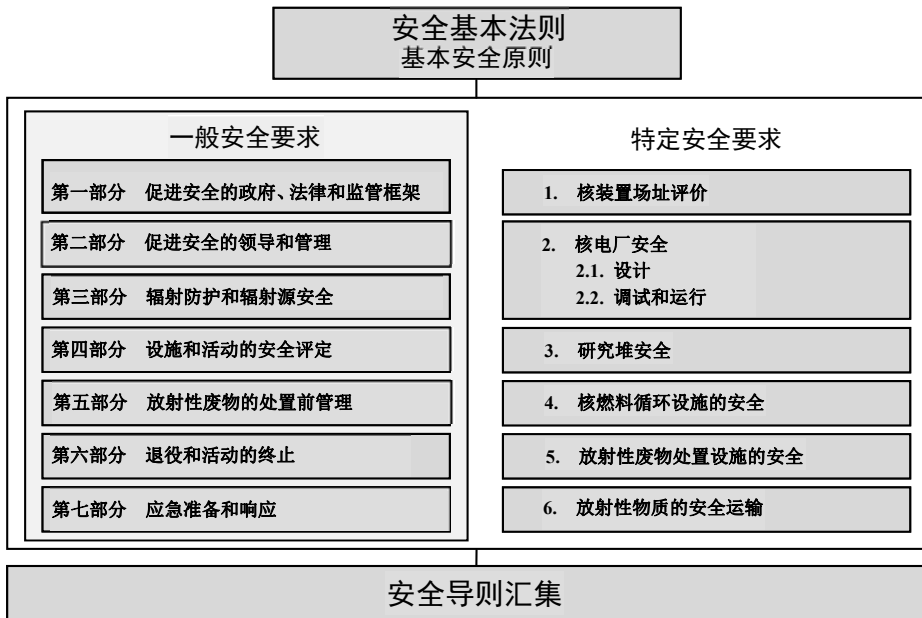 安全基本法则
基本安全原则
一般安全要求
第一部分 促进安全的政府、法律和监管框架
第二部分 促进安全的领导和管理
第三部分 辐射防护和辐射源安全
第四部分 设施和活动的安全评定
第五部分 放射性废物的处置前管理
第六部分 退役和活动的终止
第七部分 应急准备和响应
特定安全要求
1. 核装置场址评价
2. 核电厂安全
2.1. 设计
2.2. 调试和运行
3. 研究堆安全
4. 核燃料循环设施的安全
5. 放射性废物处置设施的安全
6. 放射性物质的安全运输
安全导则汇集